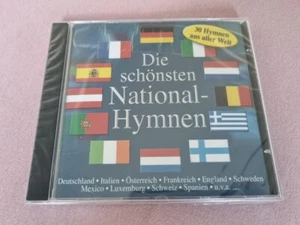 30 Hymnen
aus aller Welt
Die
schönsten
National-
Hymnen
Deutschland • Italien • Österreich • Frankreich • England • Schweden
Mexico • Luxemburg • Schweiz • Spanien • u.v.a. ...